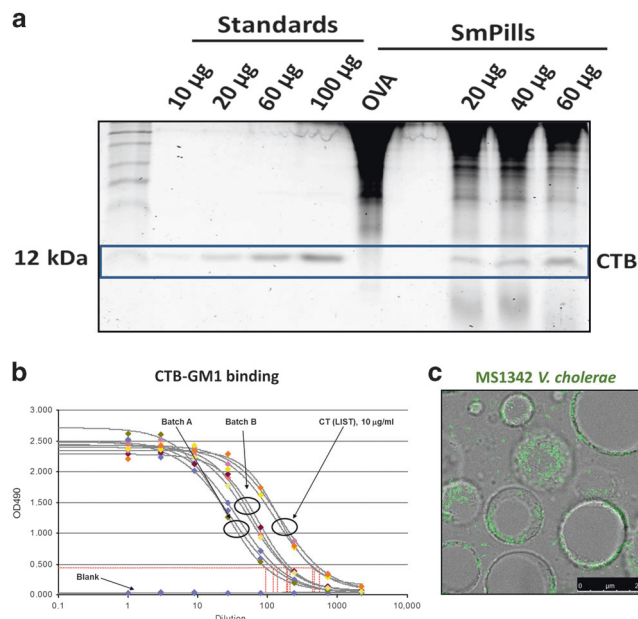 a
Standards
SmPills
10 µg
20 µg
60 µg
100 µg
OVA
20 µg
40 µg
60 µg
12 kDa
CTB
b
CTB-GM1 binding
Batch A
Batch B
CT (LIST), 10 µg/ml
OD490
3.000
2.500
2.000
1.500
1.000
0.500
0.000
Blank
0.1
1
10
100
1,000
10,000
Dilution
c
MS1342 V. cholerae
0
µm